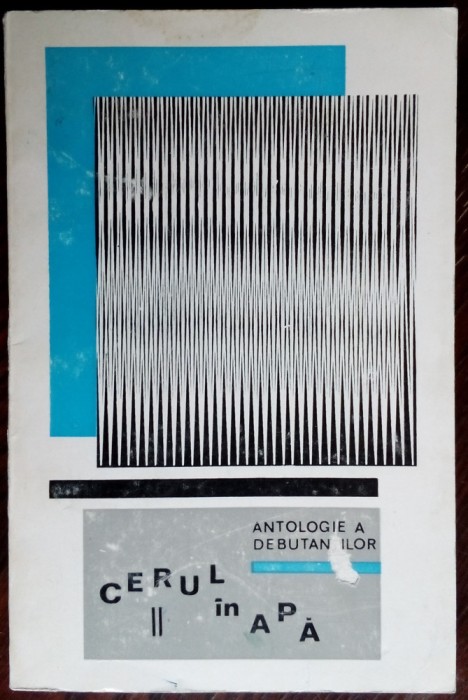 ANTOLOGIE A
DEBUTANȚILOR
CERUL
II în APĂ